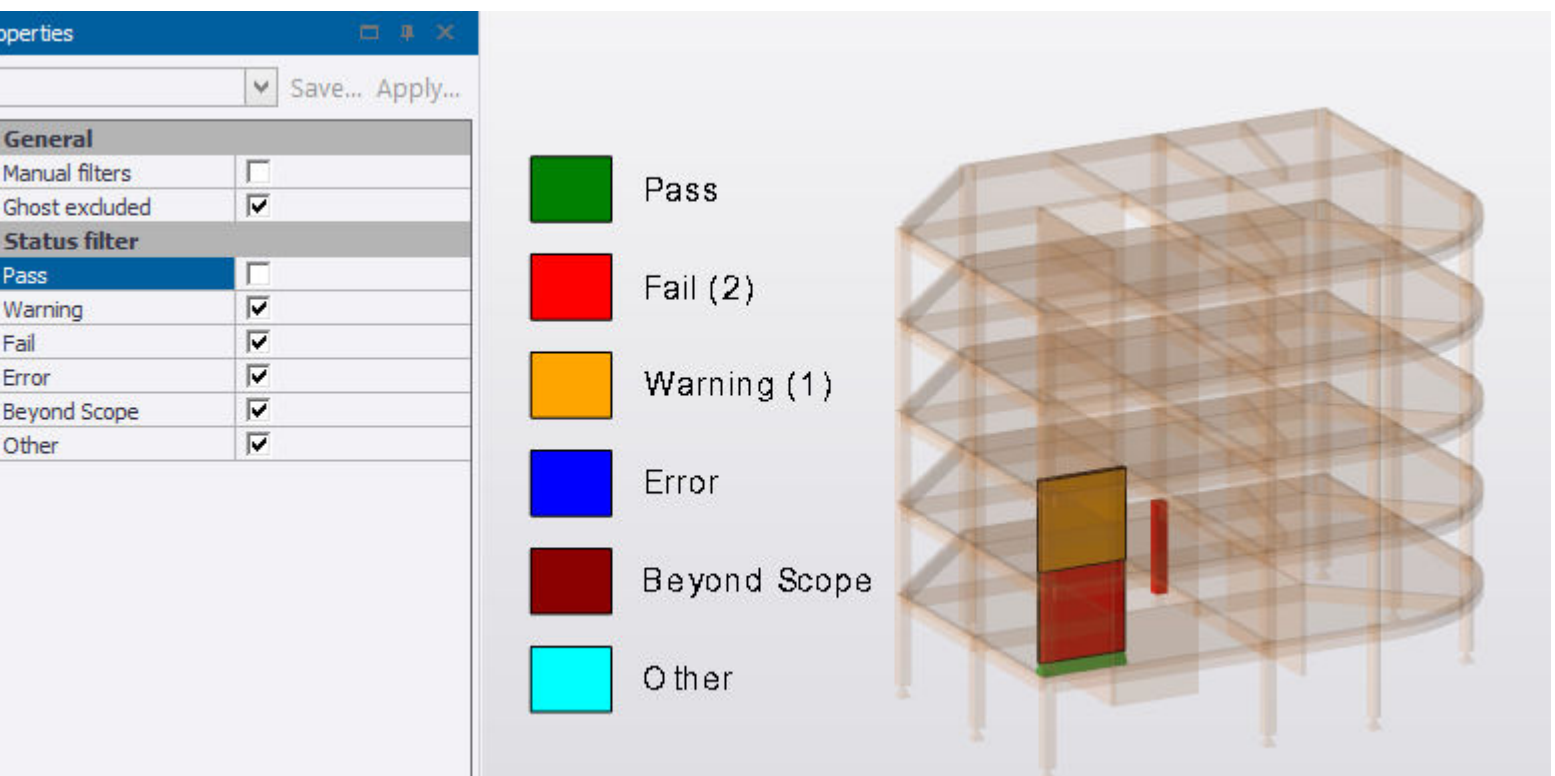 operties
Save... Apply...
General
Manual filters
Ghost excluded
Status filter
Pass
Warning
Fail
Error
Beyond Scope
Other
Pass
Fail (2)
Warning (1)
Error
Beyond Scope
Other